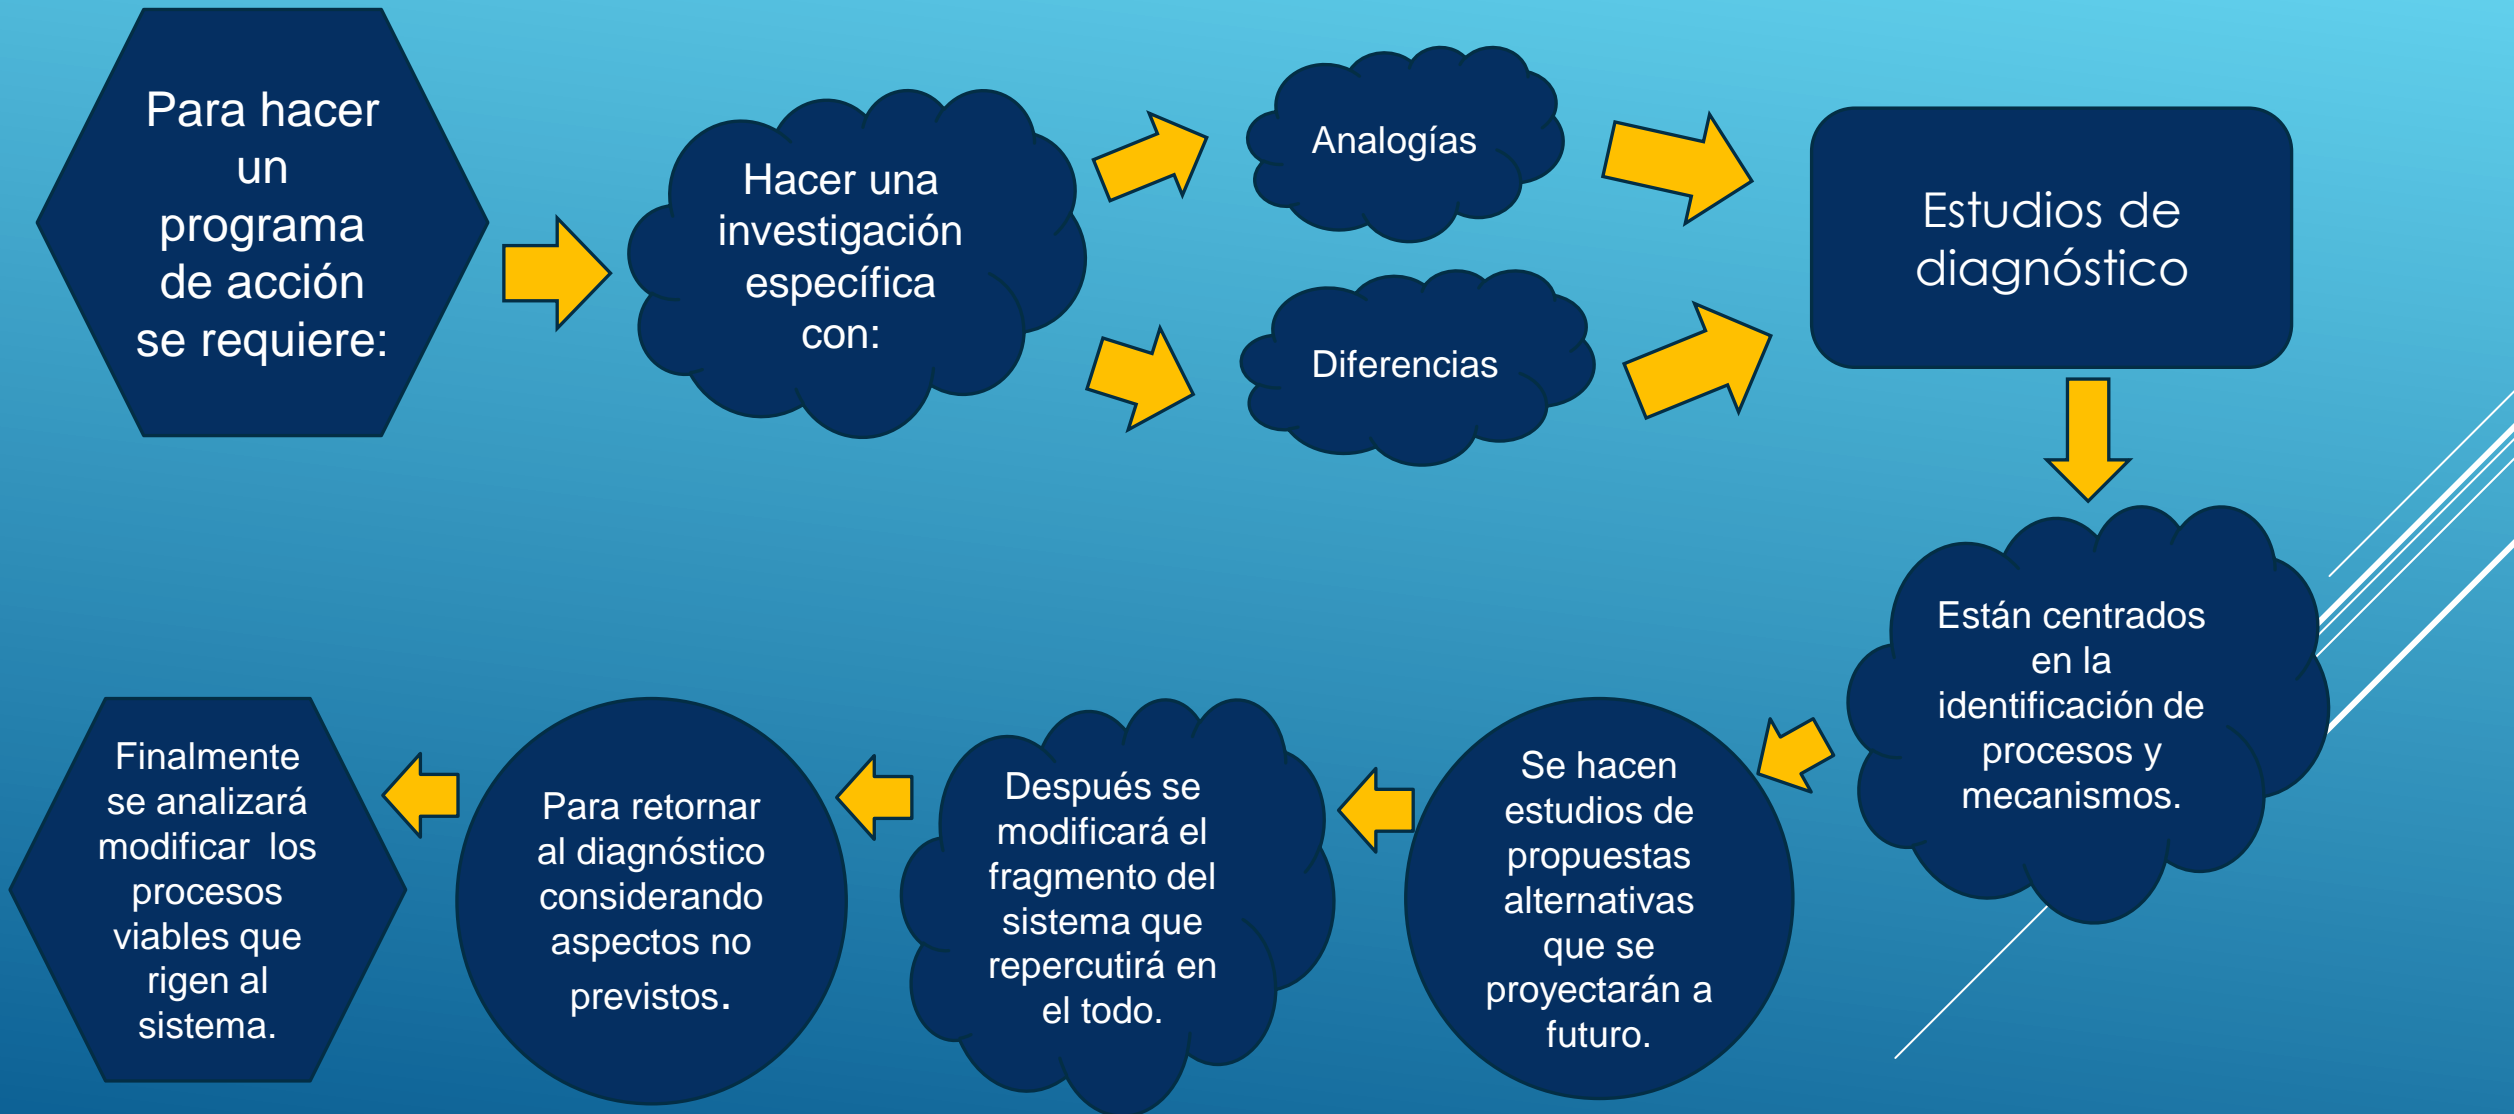 Para hacer
un
programa
de acción
se requiere:
Hacer una
investigación
específica
con:
Analogías
Diferencias
Estudios de
diagnóstico
Están centrados
en la
identificación de
procesos y
mecanismos.
Se hacen
estudios de
propuestas
alternativas
que se
proyectarán a
futuro.
Después se
modificará el
fragmento del
sistema que
repercutirá en
el todo.
Para retornar
al diagnóstico
considerando
aspectos no
previstos.
Finalmente
se analizará
modificar  los
procesos
viables que
rigen al
sistema.